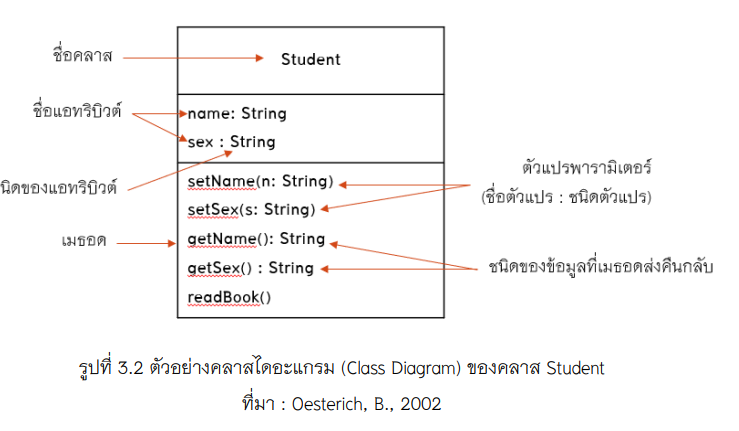 ชื่อคลาส
Student
ชื่อแอทริบิวต์
name: String
sex : String
นิดของแอทริบิวต์
setName(n: String)
setSex(s: String)
ตัวแปรพารามิเตอร์
(ชื่อตัวแปร : ชนิดตัวแปร)
เมธอด
getName(): String
getSex() : String
ชนิดของข้อมูลที่เมธอดส่งคืนกลับ
readBook()
รูปที่ 3.2 ตัวอย่างคลาสไดอะแกรม (Class Diagram) ของคลาส Student
ที่มา : Oesterich, B., 2002